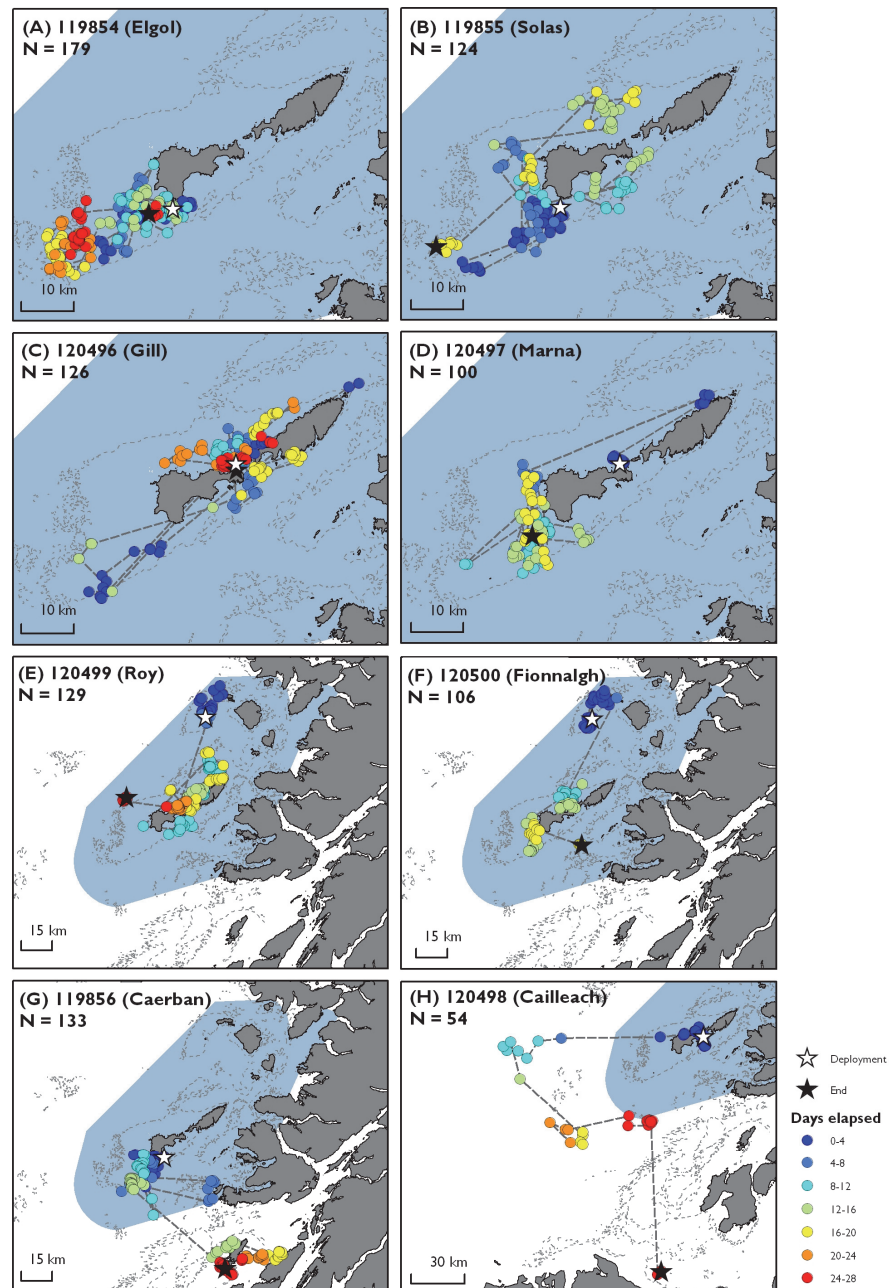 (A) 119854 (Elgol)
N = 179
10 km
(B) 119855 (Solas)
N = 124
10 km
(C) 120496 (Gill)
N = 126
10 km
(D) 120497 (Marna)
N = 100
10 km
(E) 120499 (Roy)
N = 129
15 km
(F) 120500 (Fionnalgh)
N = 106
15 km
(G) 119856 (Caerban)
N = 133
15 km
(H) 120498 (Cailleach)
N = 54
30 km
Deployment
End
Days elapsed
0-4
4-8
8-12
12-16
16-20
20-24
24-28